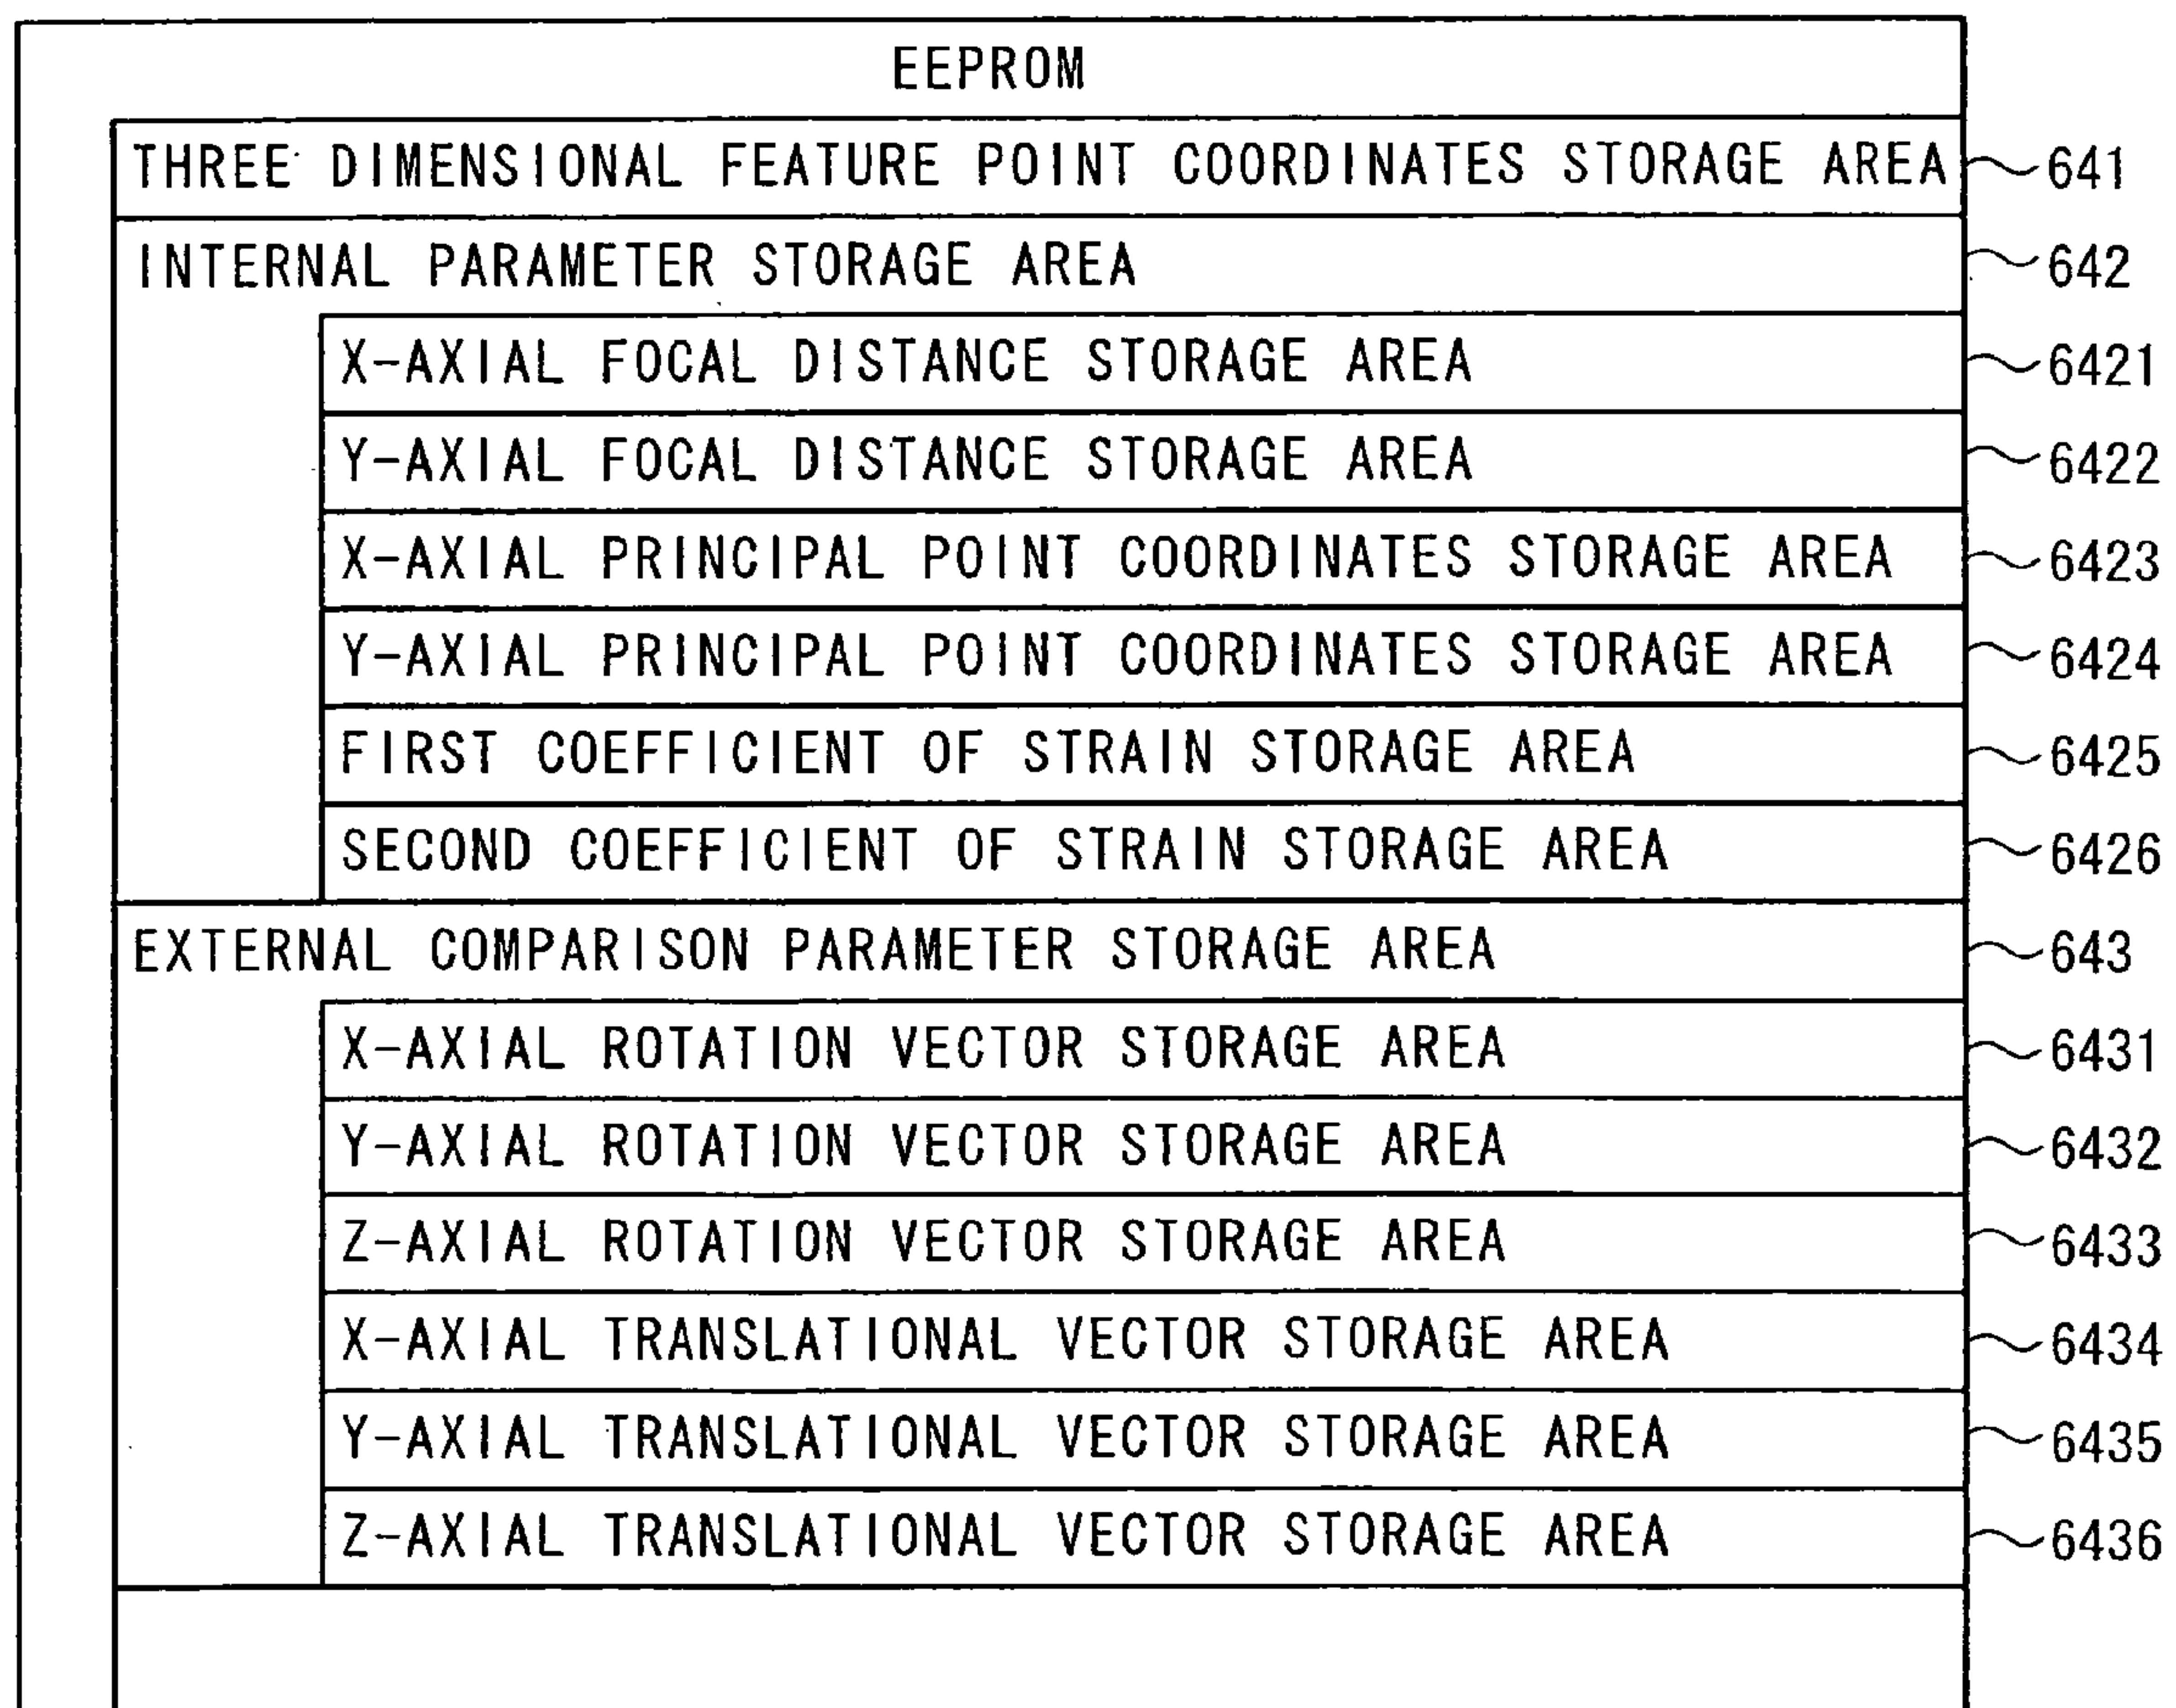 EEPROM
THREE DIMENSIONAL FEATURE POINT COORDINATES STORAGE AREA 641
INTERNAL PARAMETER STORAGE AREA 642
X-AXIAL FOCAL DISTANCE STORAGE AREA 6421
Y-AXIAL FOCAL DISTANCE STORAGE AREA 6422
X-AXIAL PRINCIPAL POINT COORDINATES STORAGE AREA 6423
Y-AXIAL PRINCIPAL POINT COORDINATES STORAGE AREA 6424
FIRST COEFFICIENT OF STRAIN STORAGE AREA 6425
SECOND COEFFICIENT OF STRAIN STORAGE AREA 6426
EXTERNAL COMPARISON PARAMETER STORAGE AREA 643
X-AXIAL ROTATION VECTOR STORAGE AREA 6431
Y-AXIAL ROTATION VECTOR STORAGE AREA 6432
Z-AXIAL ROTATION VECTOR STORAGE AREA 6433
X-AXIAL TRANSLATIONAL VECTOR STORAGE AREA 6434
Y-AXIAL TRANSLATIONAL VECTOR STORAGE AREA 6435
Z-AXIAL TRANSLATIONAL VECTOR STORAGE AREA 6436